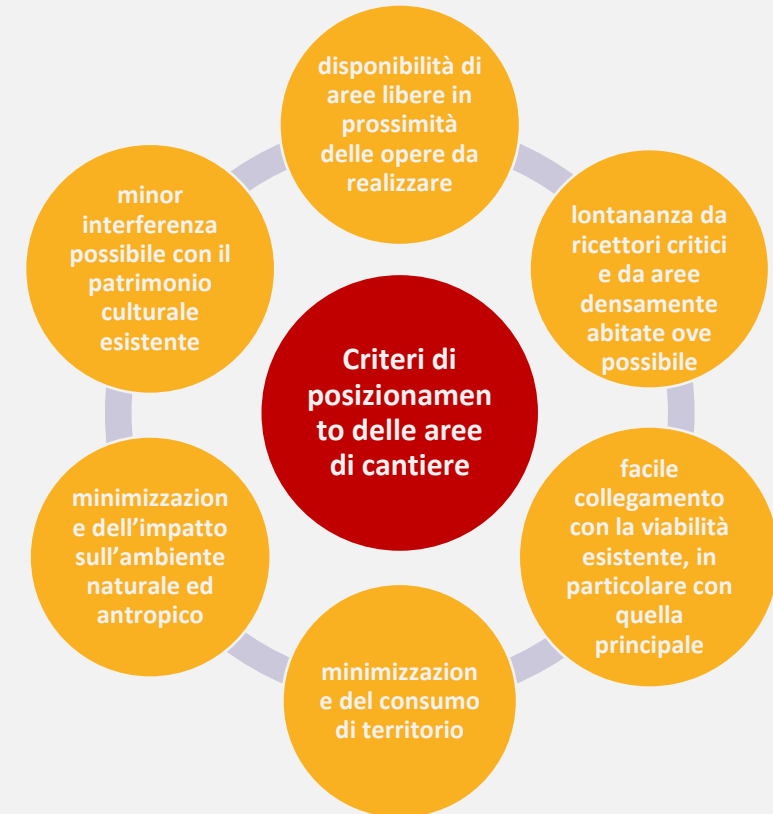 disponibilità di
aree libere in
prossimità
delle opere da
realizzare
lontananza da
ricettori critici
e da aree
densamente
abitate ove
possibile
facile
collegamento
con la viabilità
esistente, in
particolare con
quella
principale
minimizzazion
e del consumo
di territorio
minimizzazion
e dell’impatto
sull’ambiente
naturale ed
antropico
minor
interferenza
possibile con il
patrimonio
culturale
esistente
Criteri di
posizionamen
to delle aree
di cantiere